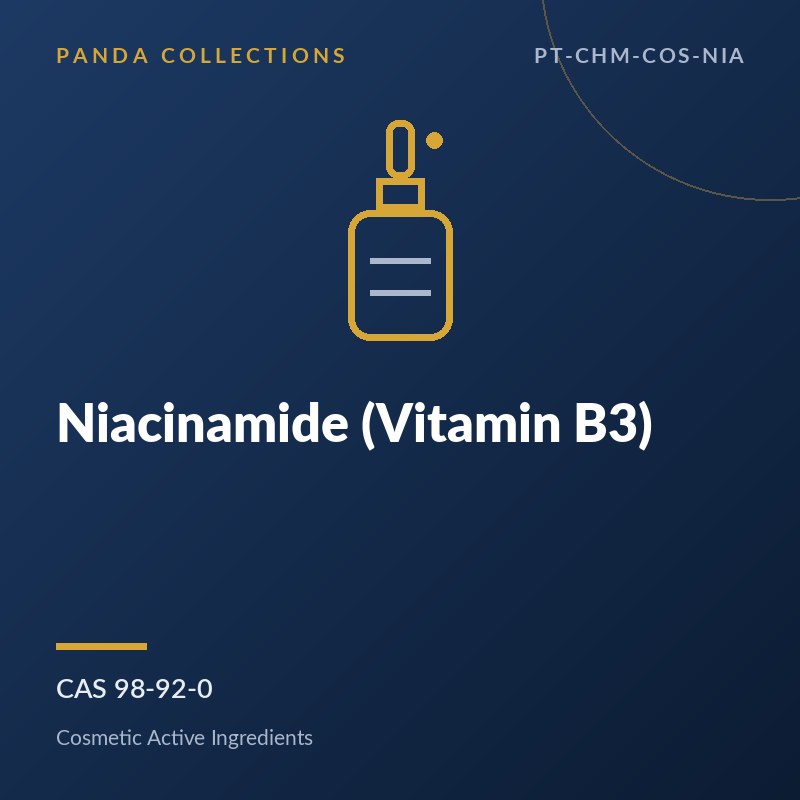 PANDA COLLECTIONS
PT-CHM-COS-NIA
Niacinamide (Vitamin B3)
CAS 98-92-0
Cosmetic Active Ingredients